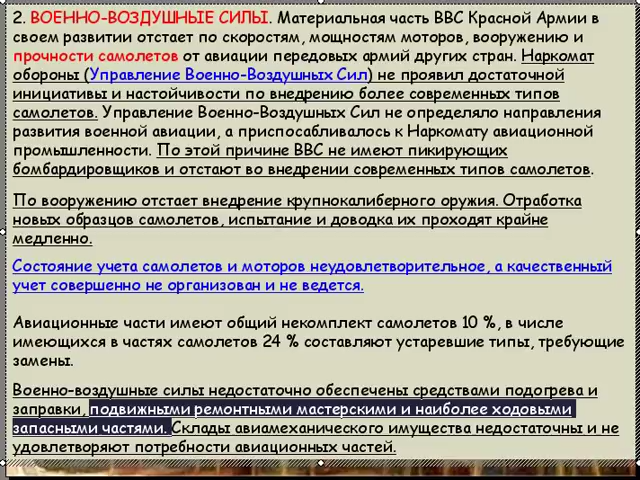 2. ВОЕННО-ВОЗДУШНЫЕ СИЛЫ. Материальная часть ВВС Красной Армии в
своем развитии отстает по скоростям, мощностям моторов, вооружению и
прочности самолетов от авиации передовых армий других стран. Наркомат
обороны (Управление Военно-Воздушных Сил) не проявил достаточной
инициативы и настойчивости по внедрению более современных типов
самолетов. Управление Военно-Воздушных Сил не определяло направления
развития военной авиации, а приспосабливалось к Наркомату авиационной
промышленности. По этой причине ВВС не имеют пикирующих
бомбардировщиков и отстают во внедрении современных типов самолетов.
По вооружению отстает внедрение крупнокалиберного оружия. Отработка
новых образцов самолетов, испытание и доводка их проходят крайне
медленно.
Состояние учета самолетов и моторов неудовлетворительное, а качественный
учет совершенно не организован и не ведется.
Авиационные части имеют общий некомплект самолетов 10 %, в числе
имеющихся в частях самолетов 24 % составляют устаревшие типы, требующие
замены.
Военно-воздушные силы недостаточно обеспечены средствами подогрева и
заправки, подвижными ремонтными мастерскими и наиболее ходовыми
запасными частями. Склады авиамеханического имущества недостаточны и не
удовлетворяют потребности авиационных частей.